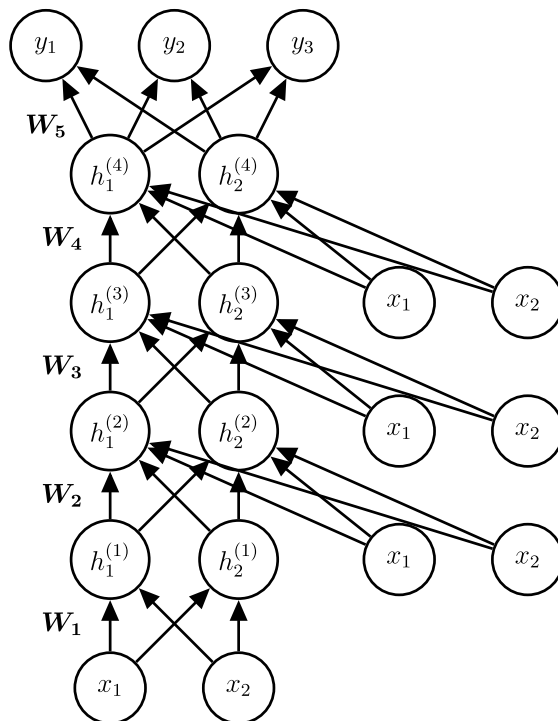 y₁ y₂ y₃
W₅
h₁⁽⁴⁾ h₂⁽⁴⁾
W₄
h₁⁽³⁾ h₂⁽³⁾ x₁ x₂
W₃
h₁⁽²⁾ h₂⁽²⁾ x₁ x₂
W₂
h₁⁽¹⁾ h₂⁽¹⁾ x₁ x₂
W₁
x₁ x₂